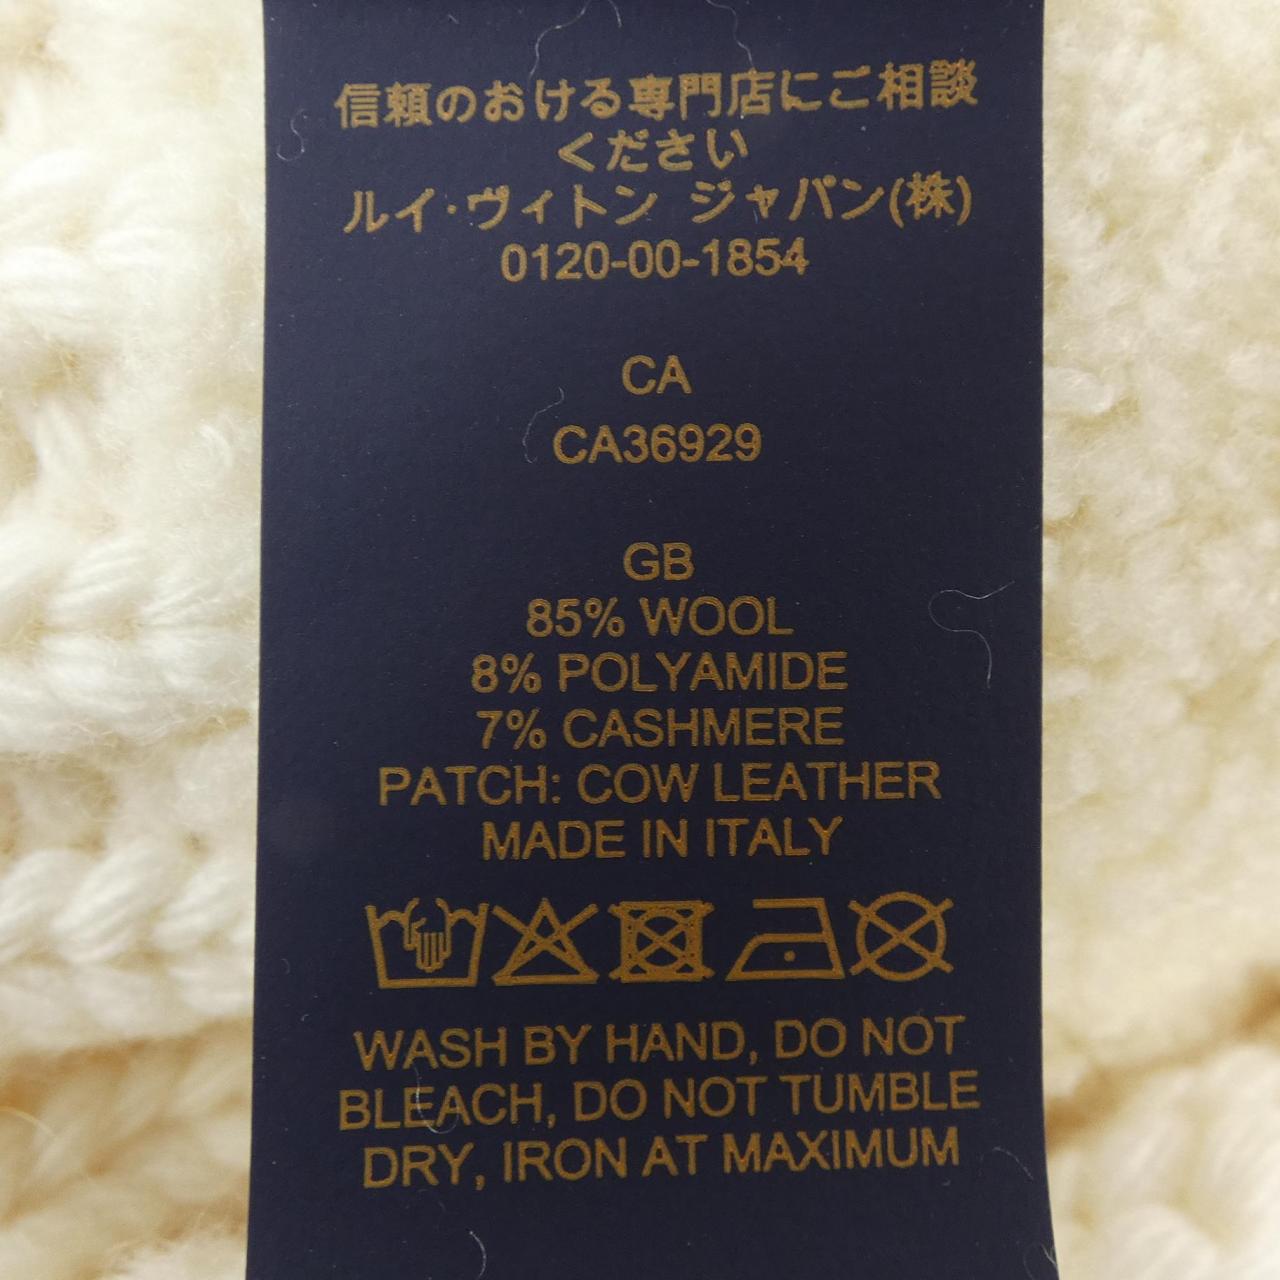 信頼のおける専門店にご相談
ください
ルイ･ヴィトン ジャパン(株)
0120-00-1854
CA
CA36929
GB
85% WOOL
8% POLYAMIDE
7% CASHMERE
PATCH: COW LEATHER
MADE IN ITALY
WASH BY HAND, DO NOT
BLEACH, DO NOT TUMBLE
DRY, IRON AT MAXIMUM